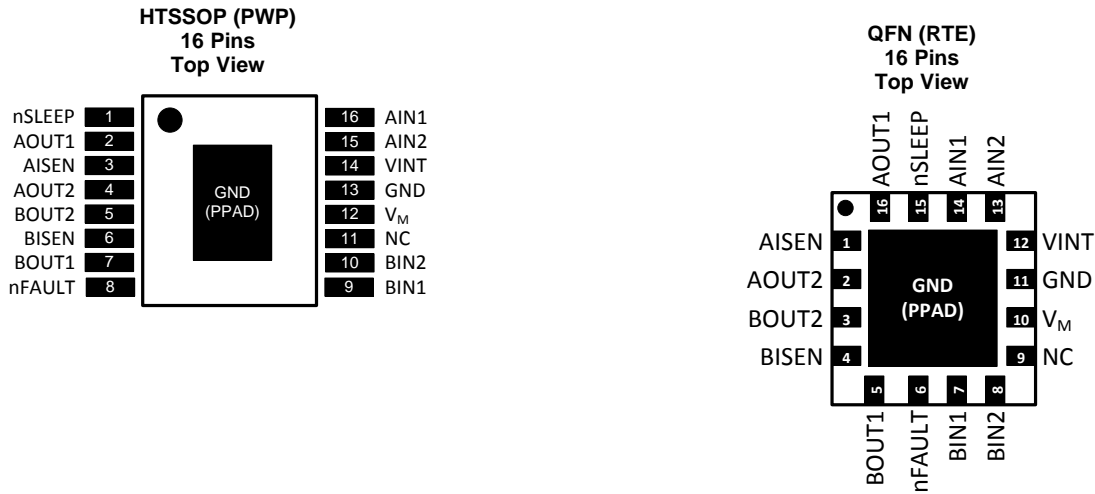 HTSSOP (PWP)
16 Pins
Top View
nSLEEP 1
AOUT1 2
AISEN 3
AOUT2 4
BOUT2 5
BISEN 6
BOUT1 7
nFAULT 8
GND
(PPAD)
16 AIN1
15 AIN2
14 VINT
13 GND
12 VM
11 NC
10 BIN2
9 BIN1
QFN (RTE)
16 Pins
Top View
AOUT1 nSLEEP AIN1 AIN2
16 15 14 13
AISEN 1
AOUT2 2
BOUT2 3
BISEN 4
GND
(PPAD)
12 VINT
11 GND
10 VM
9 NC
5 6 7 8
BOUT1 nFAULT BIN1 BIN2